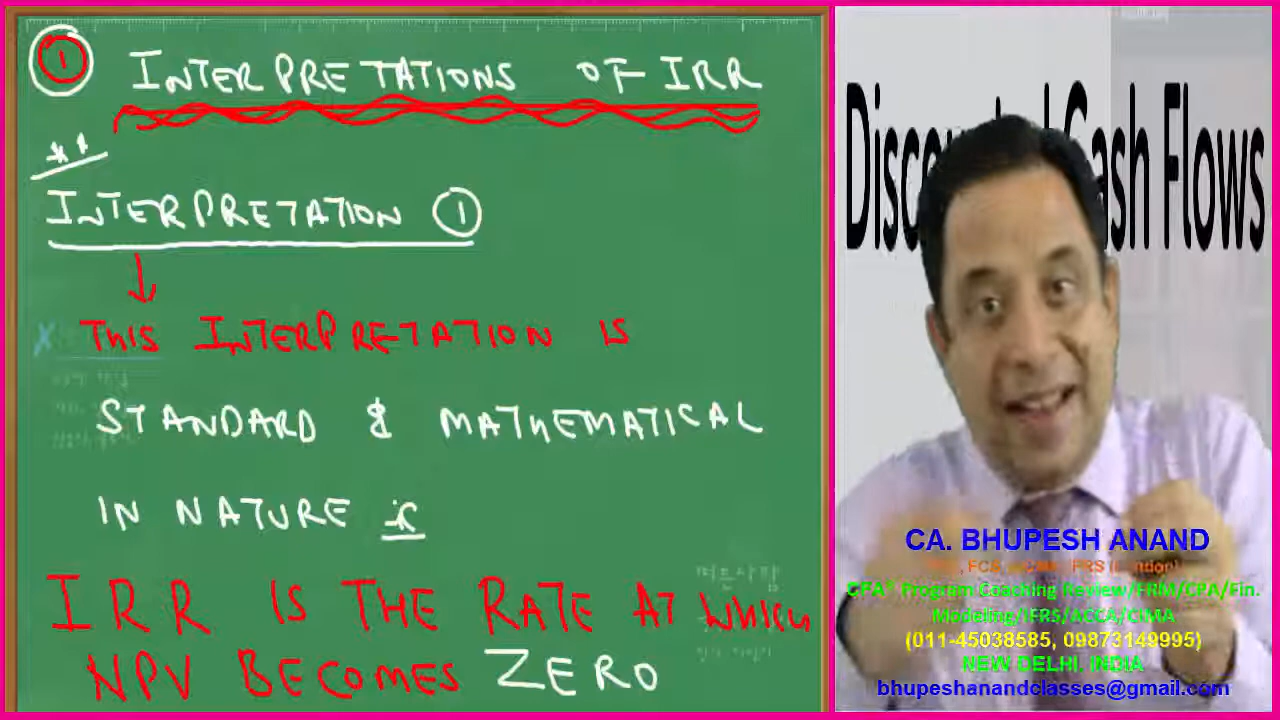 1 INTERPRETATIONS OF IRR
INTERPRETATION 1
THIS INTERPRETATION IS
STANDARD & MATHEMATICAL
IN NATURE
IRR IS THE RATE AT WHICH
NPV BECOMES ZERO
Cash Flows
CA. BHUPESH ANAND
CFA® Program Coaching Review/FRM/CPA/Fin.
Modeling/IFRS/ACCA/CIMA
(011-45038585, 09873149995)
NEW DELHI, INDIA
bhupeshanandclasses@gmail.com